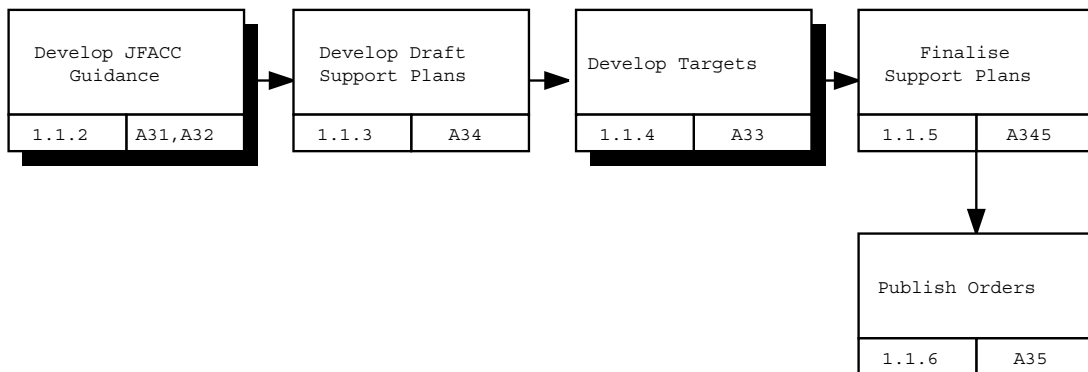 Develop JFACC
Guidance
1.1.2
A31,A32
Develop Draft
Support Plans
1.1.3
A34
Develop Targets
1.1.4
A33
Finalise
Support Plans
1.1.5
A345
Publish Orders
1.1.6
A35